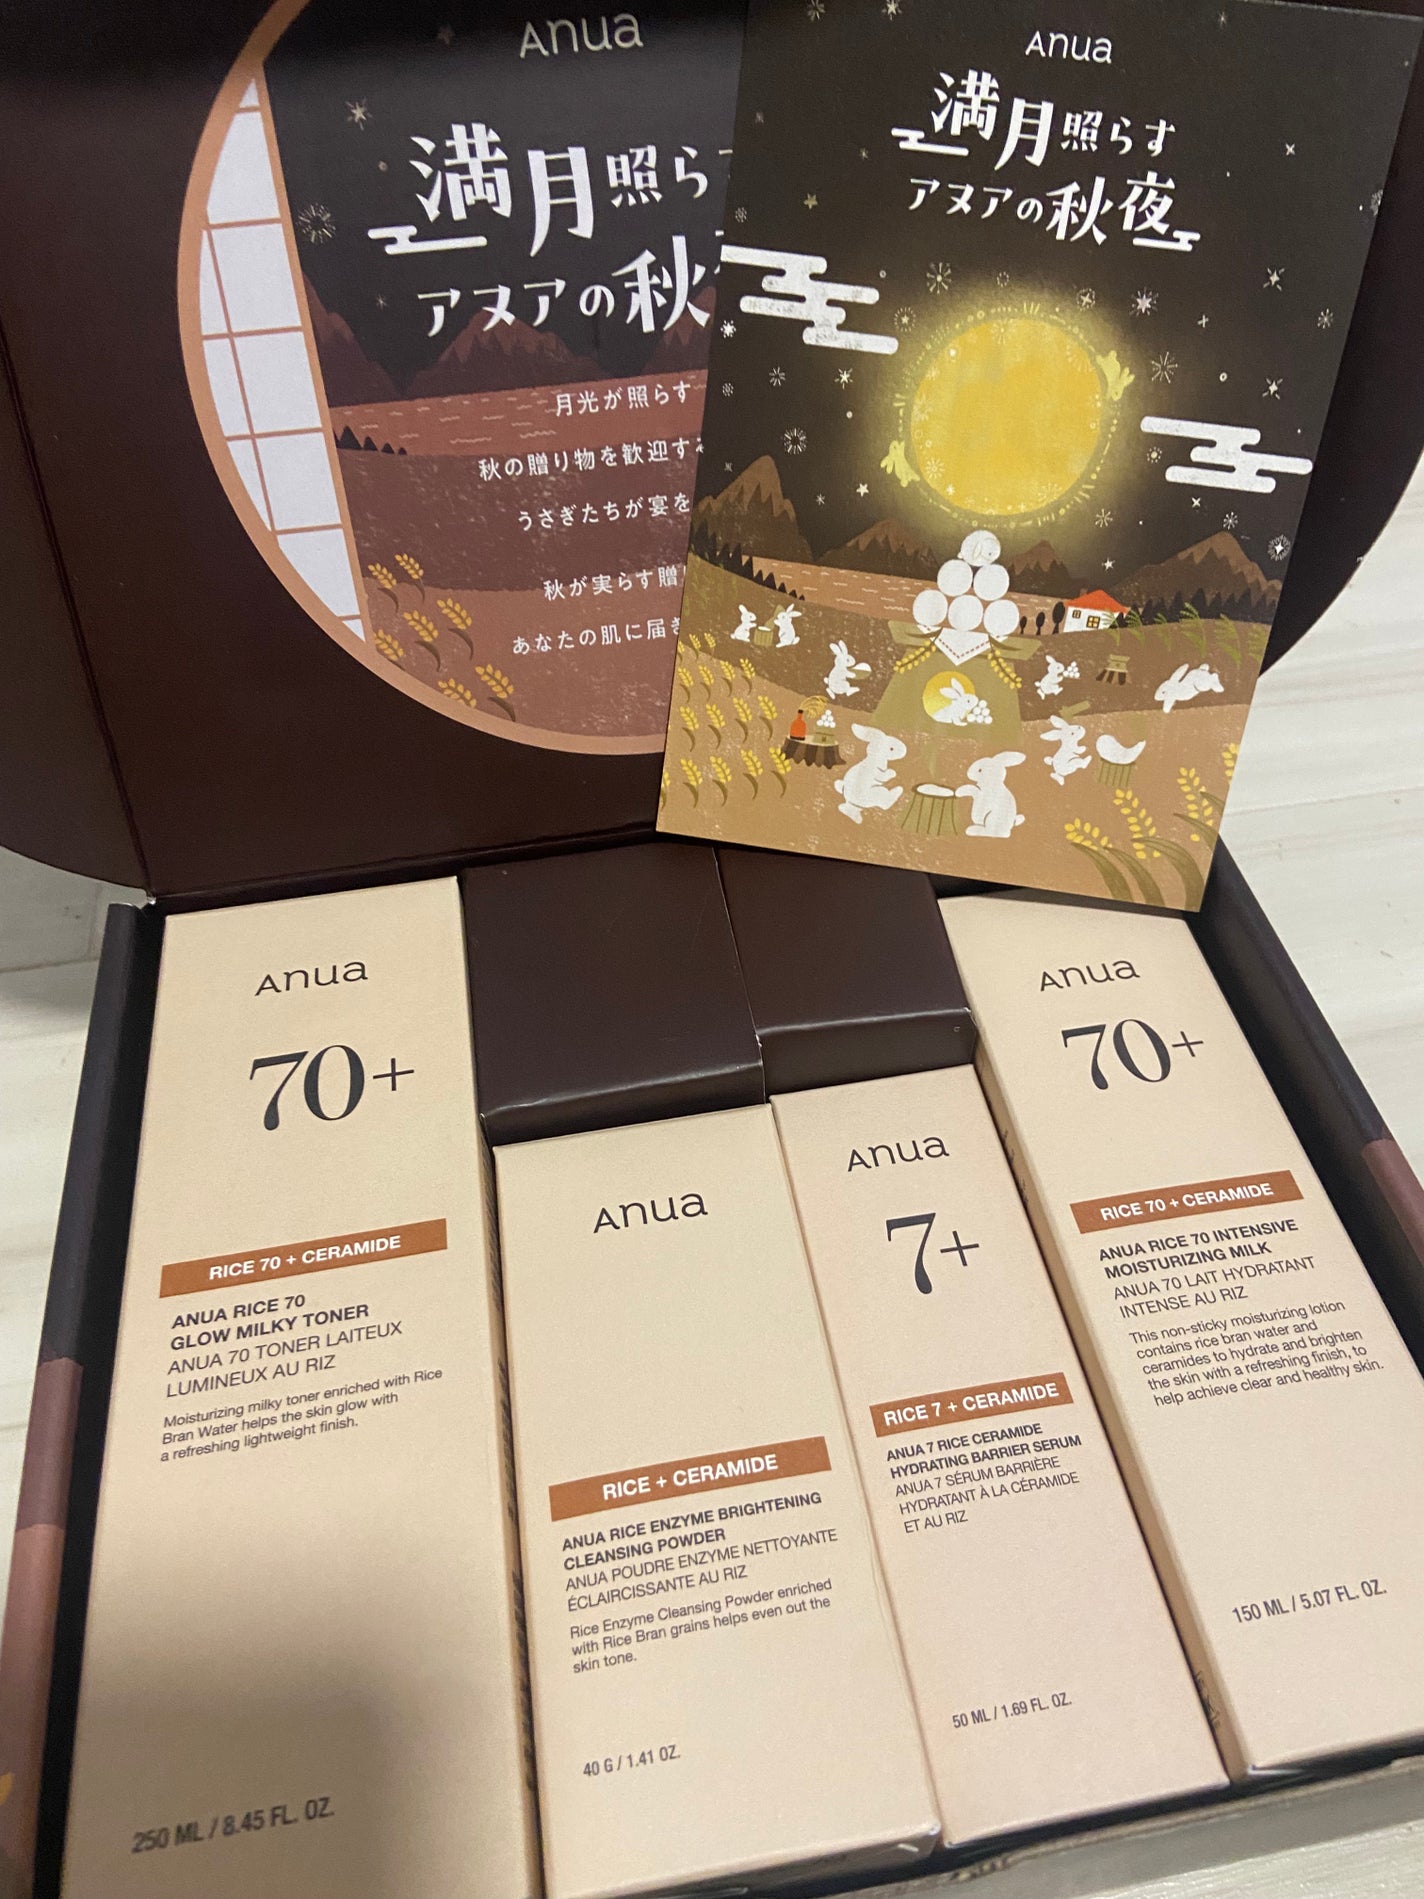 Anua
満月照らす
アヌアの秋
月光が照らす
秋の贈り物を歓迎する
うさぎたちが宴を
秋が実らす贈
あなたの肌に届き
Anua
満月照らす
アヌアの秋夜
Anua
70+
RICE 70 + CERAMIDE
ANUA RICE 70
GLOW MILKY TONER
ANUA 70 TONER LAITEUX
LUMINEUX AU RIZ
Moisturizing milky toner enriched with Rice
Bran Water helps the skin glow with
a refreshing lightweight finish.
250 ML / 8.45 FL. OZ.
Anua
RICE + CERAMIDE
ANUA RICE ENZYME BRIGHTENING
CLEANSING POWDER
ANUA POUDRE ENZYME NETTOYANTE
ÉCLAIRCISSANTE AU RIZ
Rice Enzyme Cleansing Powder enriched
with Rice Bran grains helps even out the
skin tone.
40 G / 1.41 OZ.
Anua
7+
RICE 7 + CERAMIDE
ANUA 7 RICE CERAMIDE
HYDRATING BARRIER SERUM
ANUA 7 SÉRUM BARRIÈRE
HYDRATANT À LA CÉRAMIDE
ET AU RIZ
50 ML / 1.69 FL. OZ.
Anua
70+
RICE 70 + CERAMIDE
ANUA RICE 70 INTENSIVE
MOISTURIZING MILK
ANUA 70 LAIT HYDRATANT
INTENSE AU RIZ
This non-sticky moisturizing lotion
contains rice bran water and
ceramides to hydrate and brighten
the skin with a refreshing finish, to
help achieve clear and healthy skin.
150 ML / 5.07 FL. OZ.